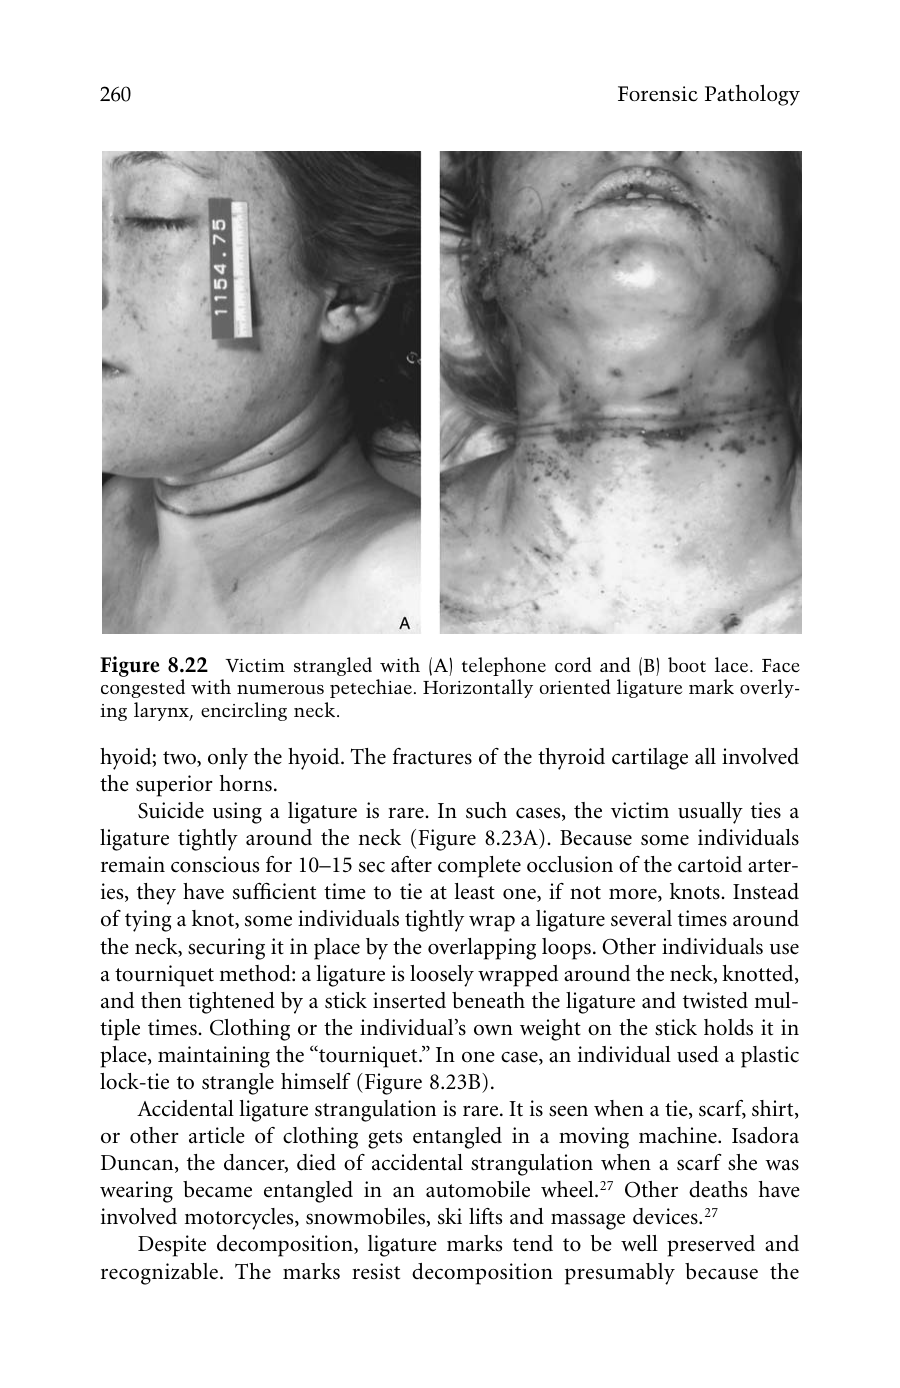 260
Forensic Pathology
1154.75
A
Figure 8.22 Victim strangled with (A) telephone cord and (B) boot lace. Face
congested with numerous petechiae. Horizontally oriented ligature mark overly-
ing larynx, encircling neck.
hyoid; two, only the hyoid. The fractures of the thyroid cartilage all involved
the superior horns.
Suicide using a ligature is rare. In such cases, the victim usually ties a
ligature tightly around the neck (Figure 8.23A). Because some individuals
remain conscious for 10–15 sec after complete occlusion of the cartoid arter-
ies, they have sufficient time to tie at least one, if not more, knots. Instead
of tying a knot, some individuals tightly wrap a ligature several times around
the neck, securing it in place by the overlapping loops. Other individuals use
a tourniquet method: a ligature is loosely wrapped around the neck, knotted,
and then tightened by a stick inserted beneath the ligature and twisted mul-
tiple times. Clothing or the individual’s own weight on the stick holds it in
place, maintaining the “tourniquet.” In one case, an individual used a plastic
lock-tie to strangle himself (Figure 8.23B).
Accidental ligature strangulation is rare. It is seen when a tie, scarf, shirt,
or other article of clothing gets entangled in a moving machine. Isadora
Duncan, the dancer, died of accidental strangulation when a scarf she was
wearing became entangled in an automobile wheel.²⁷ Other deaths have
involved motorcycles, snowmobiles, ski lifts and massage devices.²⁷
Despite decomposition, ligature marks tend to be well preserved and
recognizable. The marks resist decomposition presumably because the